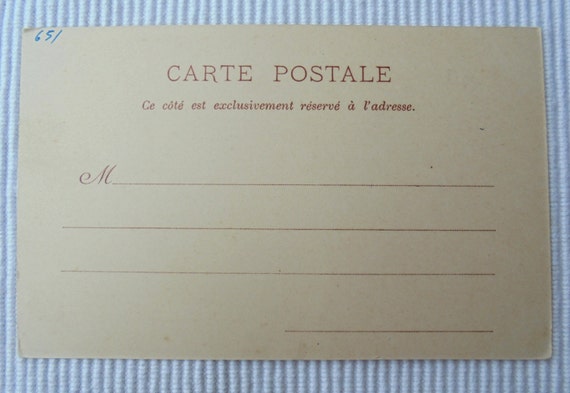 651
CARTE POSTALE
Ce côté est exclusivement réservé à l'adresse.
M